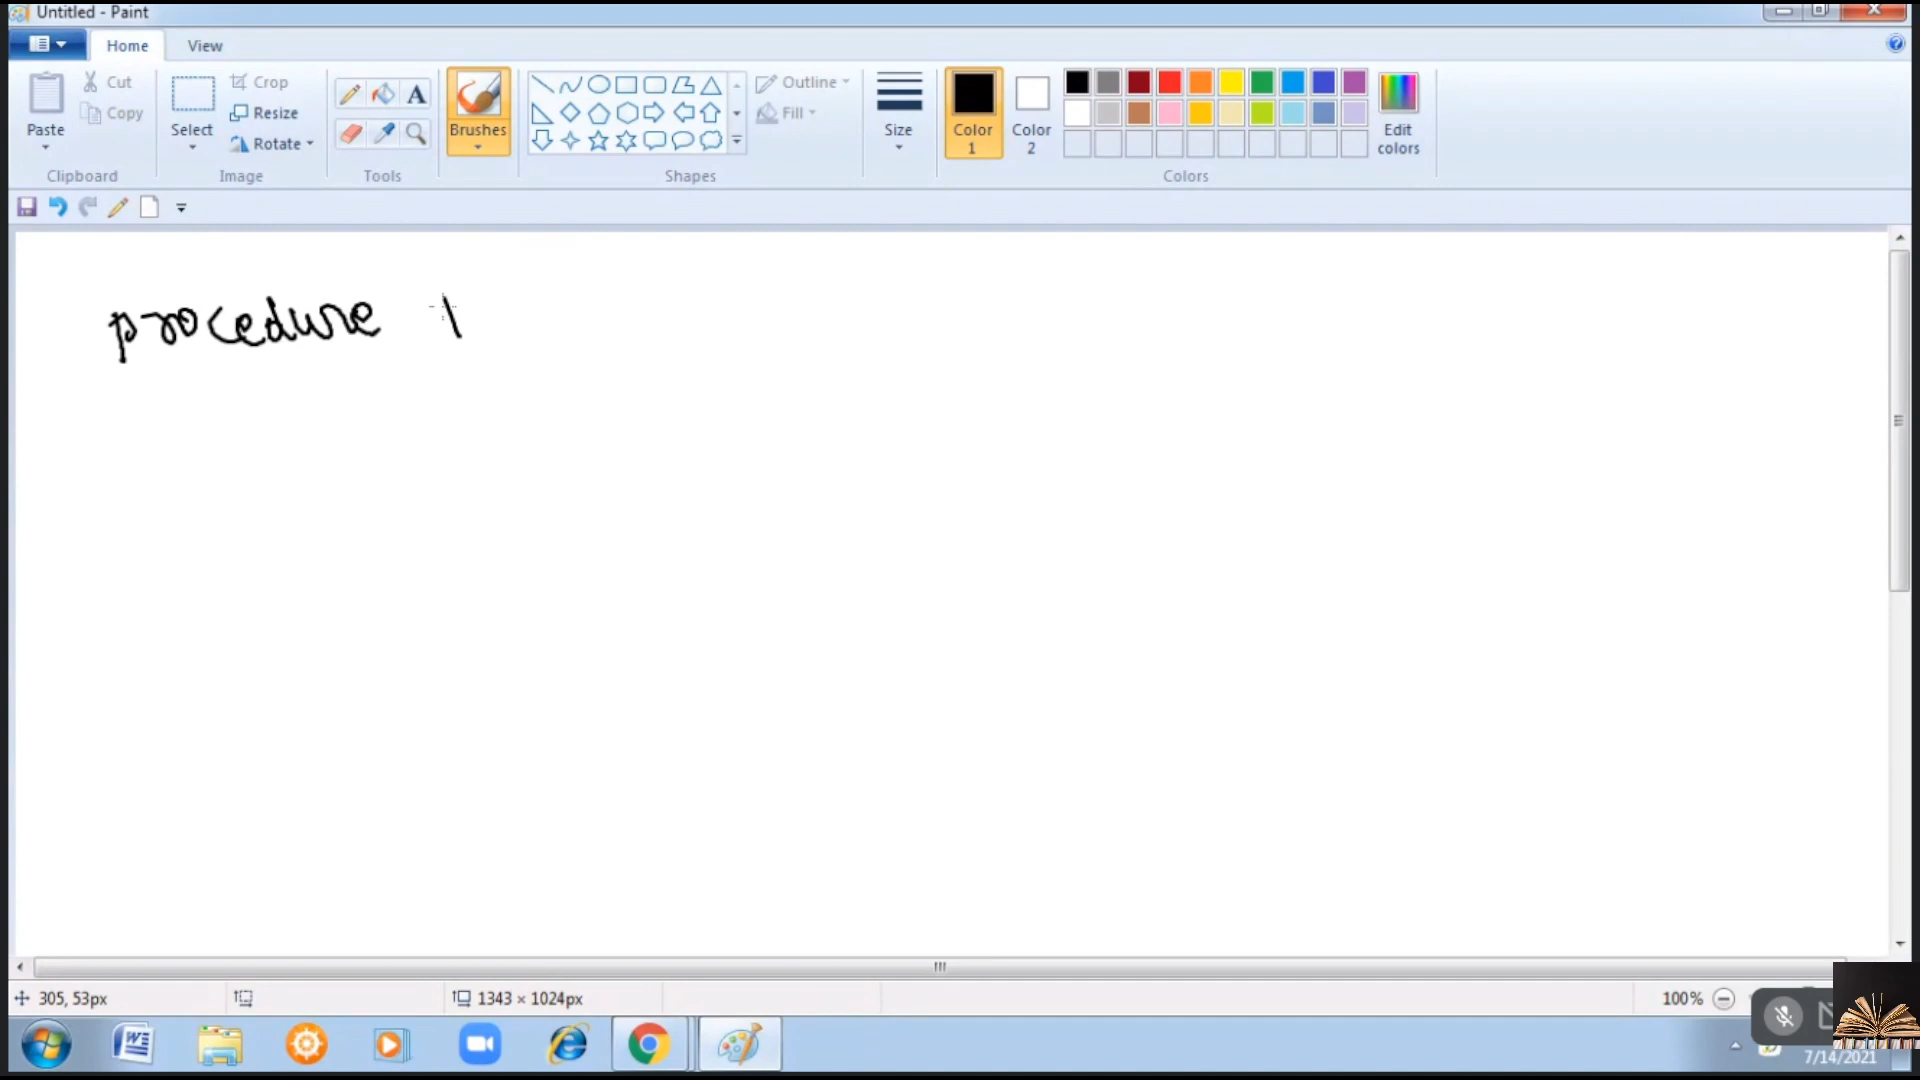 Untitled - Paint
Home View
Paste Cut Copy Select Crop Resize Rotate Brushes Outline Fill Size Color 1 Color 2 Edit colors
Clipboard Image Tools Shapes Colors
procedure
305, 53px 1343 × 1024px 100%
7/14/2021